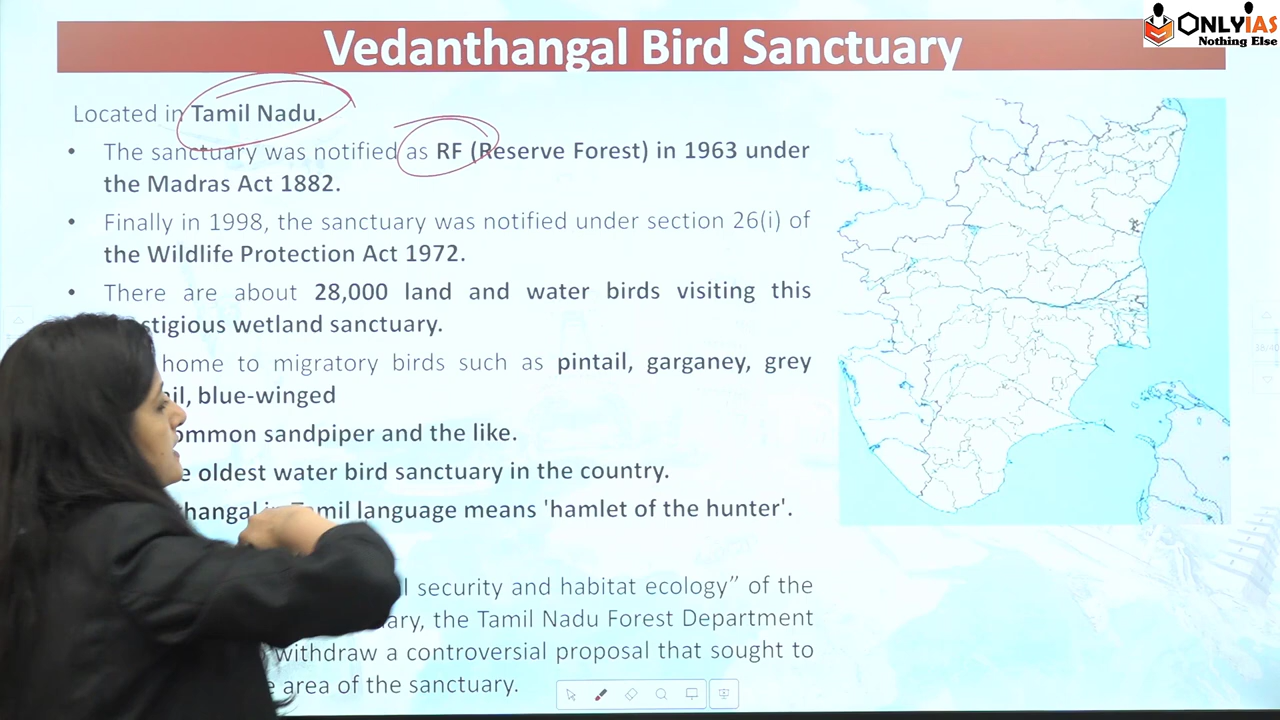 ONLYIAS
Nothing Else
Vedanthangal Bird Sanctuary
Located in Tamil Nadu.
• The sanctuary was notified as RF (Reserve Forest) in 1963 under
the Madras Act 1882.
• Finally in 1998, the sanctuary was notified under section 26(i) of
the Wildlife Protection Act 1972.
• There are about 28,000 land and water birds visiting this
stigious wetland sanctuary.
home to migratory birds such as pintail, garganey, grey
il, blue-winged
ommon sandpiper and the like.
e oldest water bird sanctuary in the country.
hangal in Tamil language means 'hamlet of the hunter'.
l security and habitat ecology” of the
ary, the Tamil Nadu Forest Department
withdraw a controversial proposal that sought to
e area of the sanctuary.